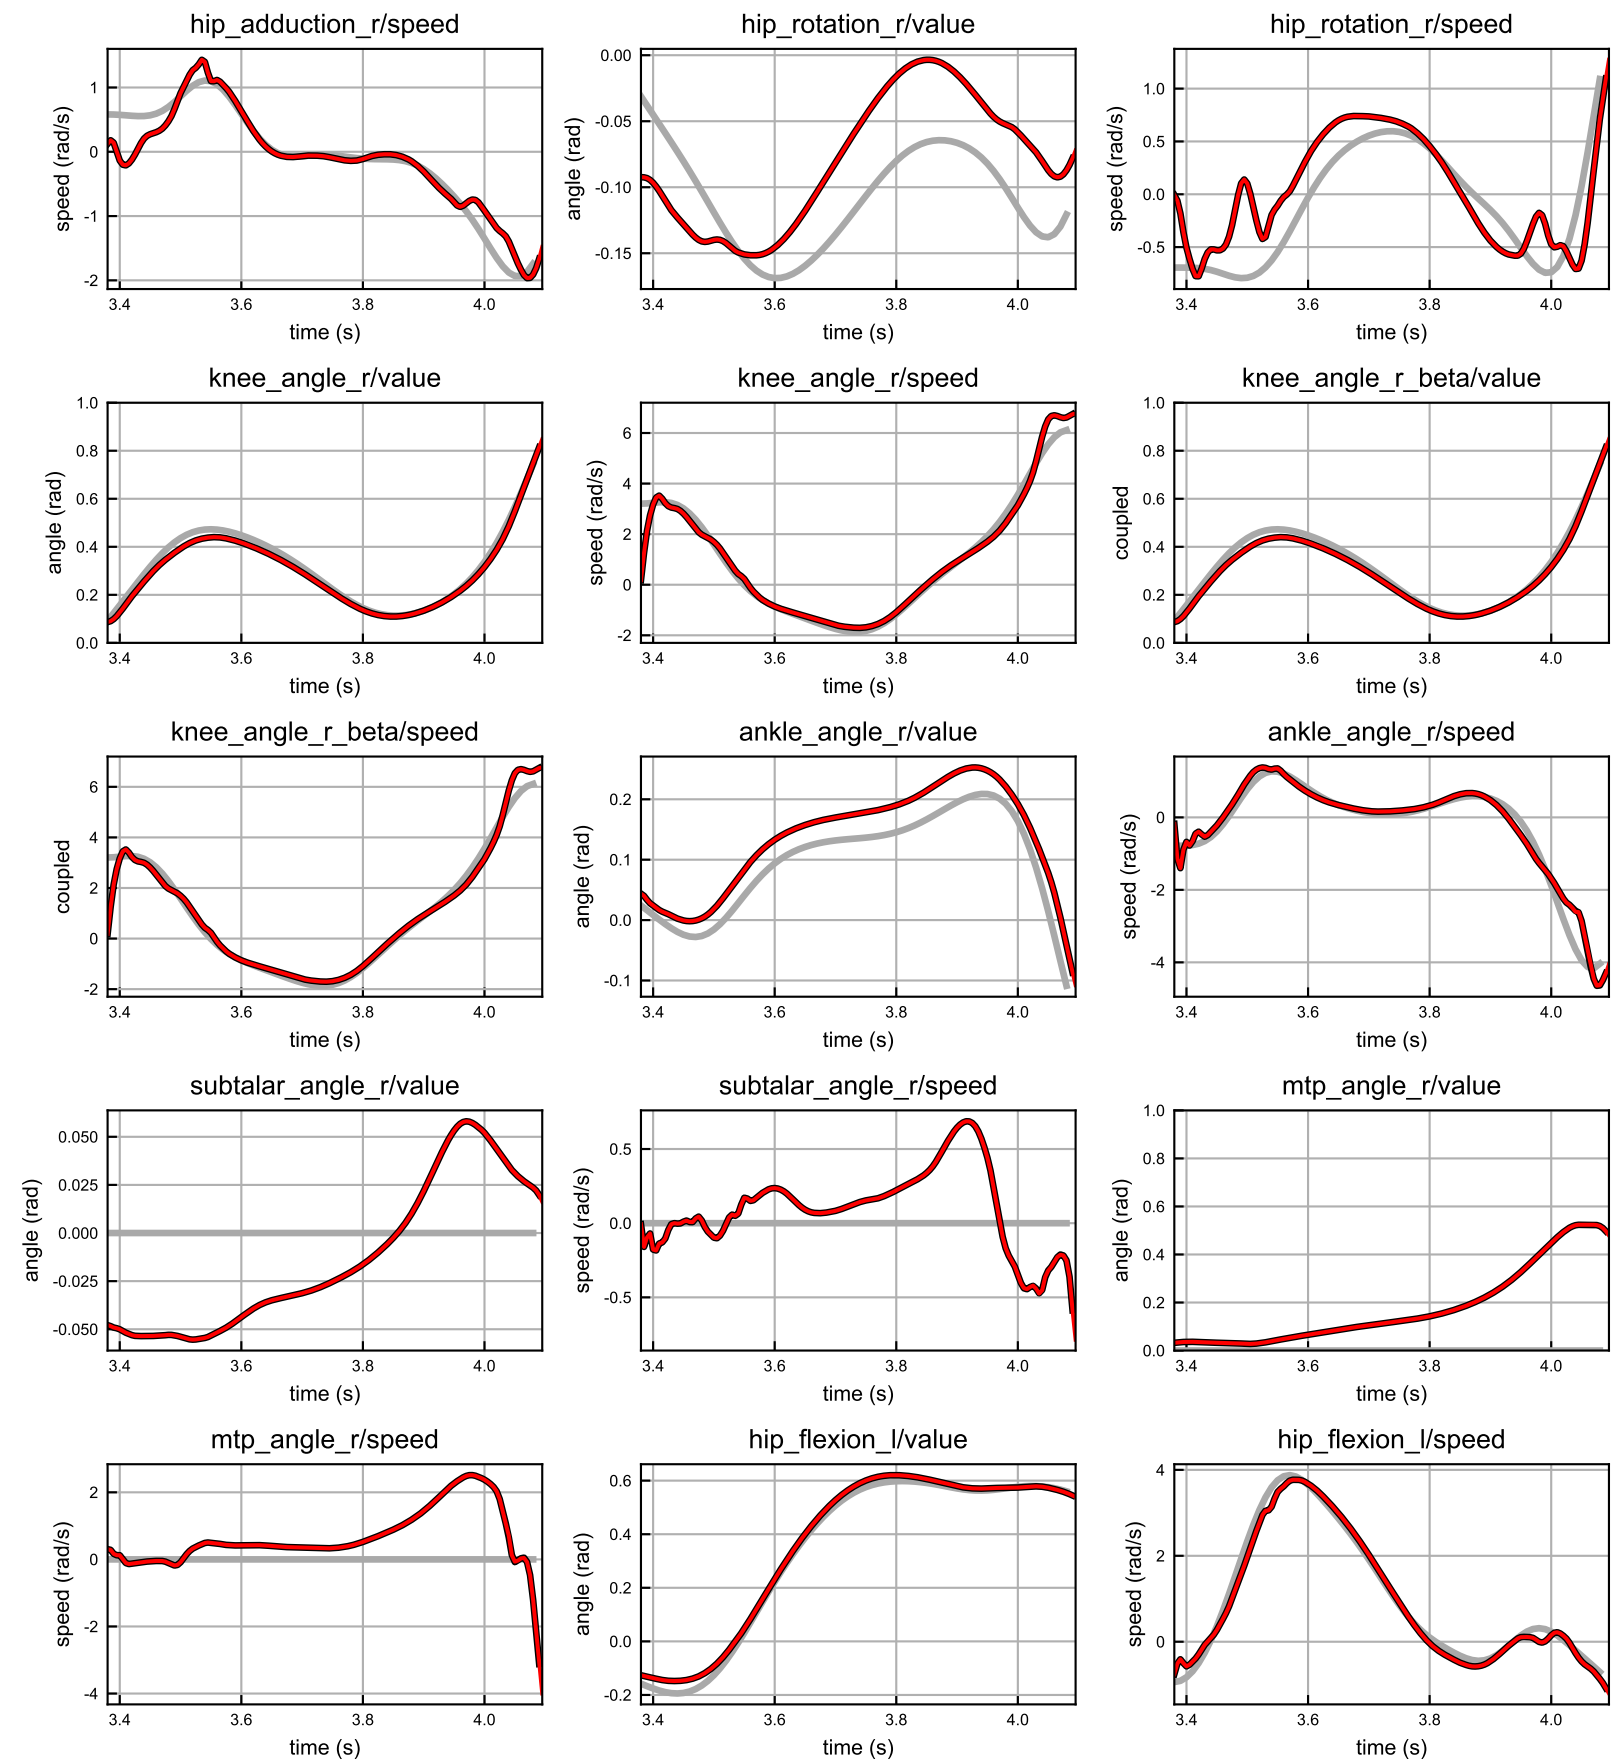 hip_adduction_r/speed
speed (rad/s)
1
0
-1
-2
3.4 3.6 3.8 4.0
time (s)
hip_rotation_r/value
angle (rad)
0.00
-0.05
-0.10
-0.15
3.4 3.6 3.8 4.0
time (s)
hip_rotation_r/speed
speed (rad/s)
1.0
0.5
0.0
-0.5
3.4 3.6 3.8 4.0
time (s)
knee_angle_r/value
angle (rad)
1.0
0.8
0.6
0.4
0.2
0.0
3.4 3.6 3.8 4.0
time (s)
knee_angle_r/speed
speed (rad/s)
6
4
2
0
-2
3.4 3.6 3.8 4.0
time (s)
knee_angle_r_beta/value
coupled
1.0
0.8
0.6
0.4
0.2
0.0
3.4 3.6 3.8 4.0
time (s)
knee_angle_r_beta/speed
coupled
6
4
2
0
-2
3.4 3.6 3.8 4.0
time (s)
ankle_angle_r/value
angle (rad)
0.2
0.1
0.0
-0.1
3.4 3.6 3.8 4.0
time (s)
ankle_angle_r/speed
speed (rad/s)
0
-2
-4
3.4 3.6 3.8 4.0
time (s)
subtalar_angle_r/value
angle (rad)
0.050
0.025
0.000
-0.025
-0.050
3.4 3.6 3.8 4.0
time (s)
subtalar_angle_r/speed
speed (rad/s)
0.5
0.0
-0.5
3.4 3.6 3.8 4.0
time (s)
mtp_angle_r/value
angle (rad)
1.0
0.8
0.6
0.4
0.2
0.0
3.4 3.6 3.8 4.0
time (s)
mtp_angle_r/speed
speed (rad/s)
2
0
-2
-4
3.4 3.6 3.8 4.0
time (s)
hip_flexion_l/value
angle (rad)
0.6
0.4
0.2
0.0
-0.2
3.4 3.6 3.8 4.0
time (s)
hip_flexion_l/speed
speed (rad/s)
4
2
0
3.4 3.6 3.8 4.0
time (s)